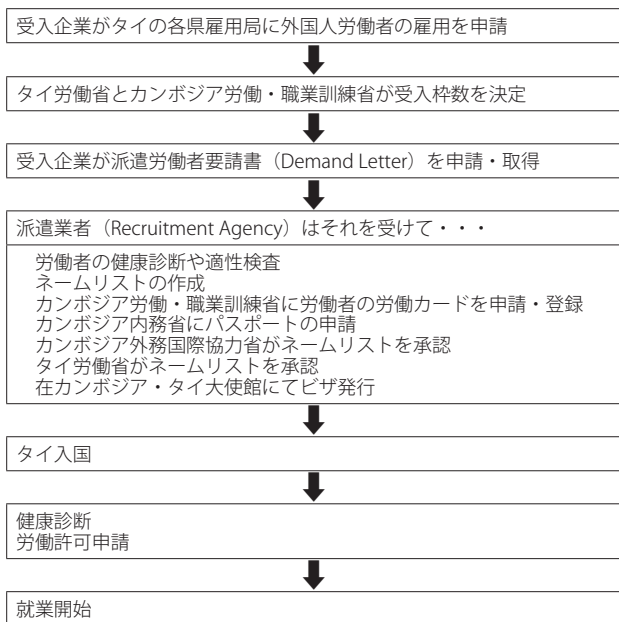 受入企業がタイの各県雇用局に外国人労働者の雇用を申請
タイ労働省とカンボジア労働・職業訓練省が受入枠数を決定
受入企業が派遣労働者要請書（Demand Letter）を申請・取得
派遣業者（Recruitment Agency）はそれを受けて・・・
労働者の健康診断や適性検査
ネームリストの作成
カンボジア労働・職業訓練省に労働者の労働カードを申請・登録
カンボジア内務省にパスポートの申請
カンボジア外務国際協力省がネームリストを承認
タイ労働省がネームリストを承認
在カンボジア・タイ大使館にてビザ発行
タイ入国
健康診断
労働許可申請
就業開始